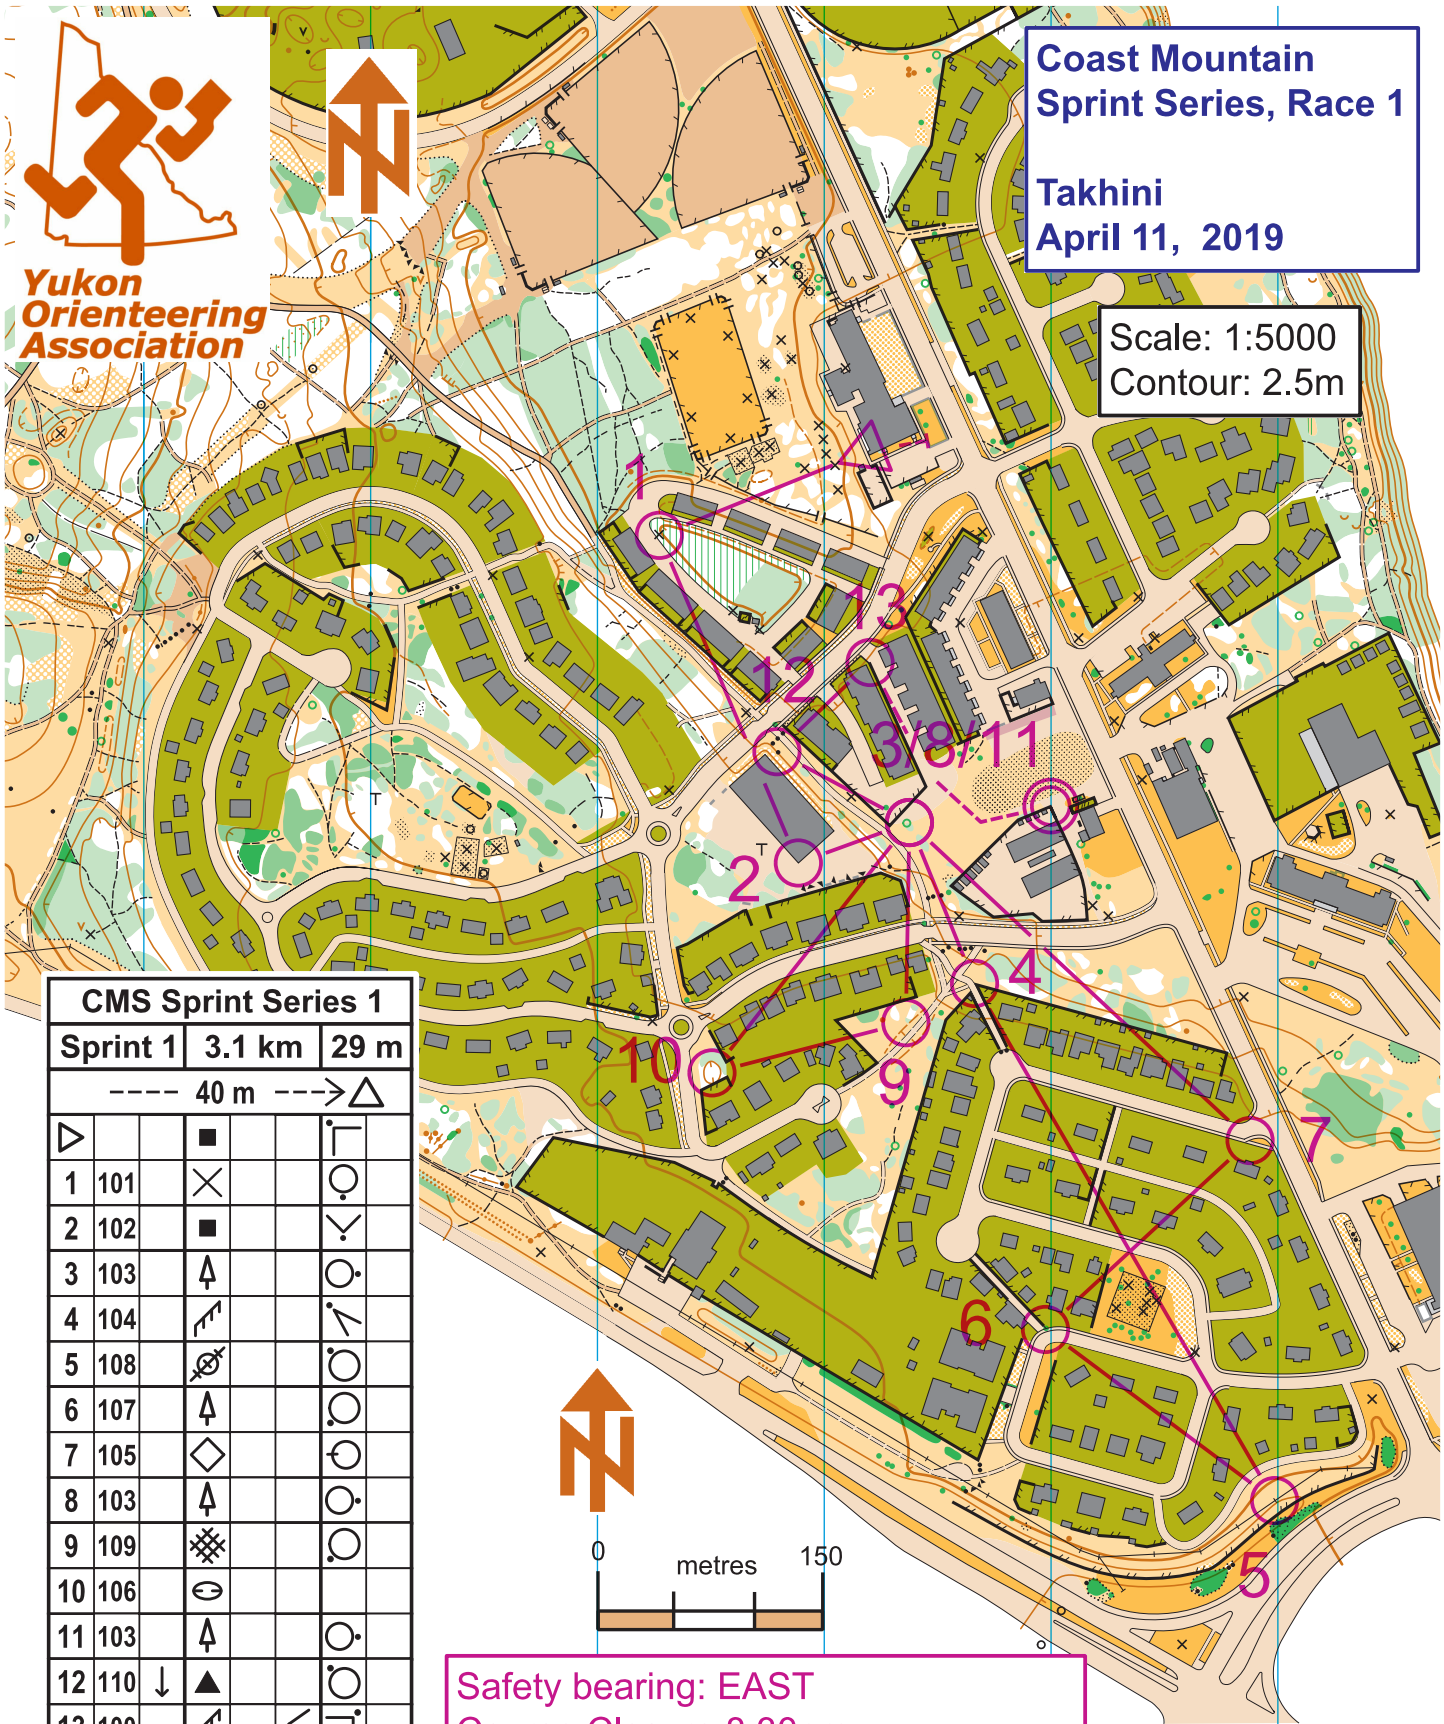 Yukon
Orienteering
Association
N
Coast Mountain
Sprint Series, Race 1
Takhini
April 11, 2019
Scale: 1:5000
Contour: 2.5m
1
13
12
3/8/11
2
4
10
9
7
6
5
CMS Sprint Series 1
Sprint 1 3.1 km 29 m
40 m
1 101
2 102
3 103
4 104
5 108
6 107
7 105
8 103
9 109
10 106
11 103
12 110
13 100
N
0 metres 150
Safety bearing: EAST